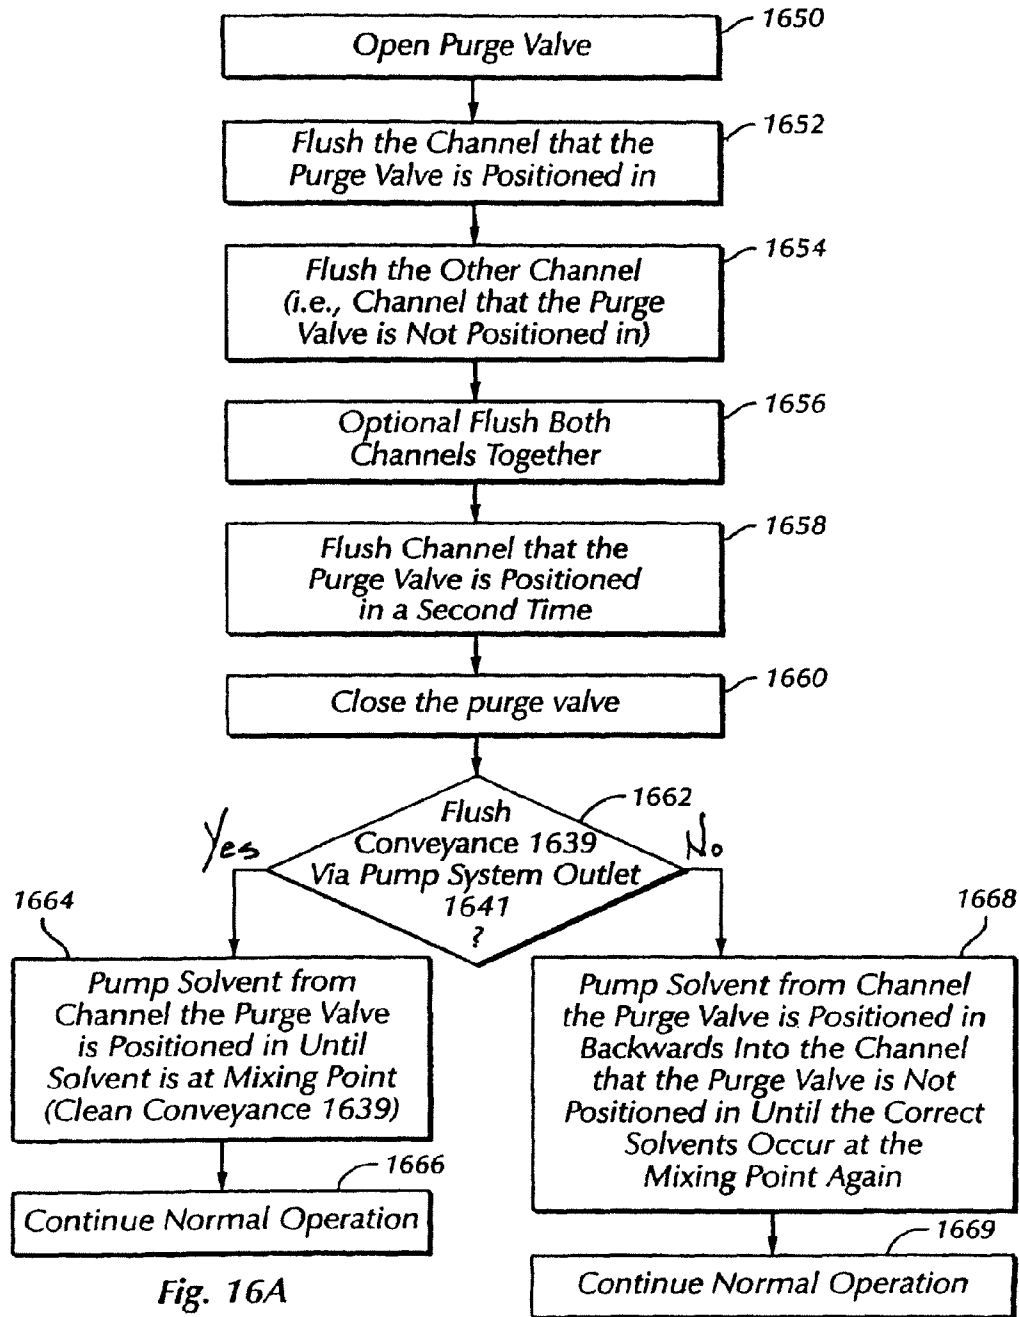 1650
Open Purge Valve
1652
Flush the Channel that the
Purge Valve is Positioned in
1654
Flush the Other Channel
(i.e., Channel that the Purge
Valve is Not Positioned in)
1656
Optional Flush Both
Channels Together
1658
Flush Channel that the
Purge Valve is Positioned
in a Second Time
1660
Close the purge valve
1662
Flush
Conveyance 1639
Via Pump System Outlet
1641
?
Yes
No
1664
Pump Solvent from
Channel the Purge Valve
is Positioned in Until
Solvent is at Mixing Point
(Clean Conveyance 1639)
1666
Continue Normal Operation
1668
Pump Solvent from Channel
the Purge Valve is Positioned in
Backwards Into the Channel
that the Purge Valve is Not
Positioned in Until the Correct
Solvents Occur at the
Mixing Point Again
1669
Continue Normal Operation
Fig. 16A